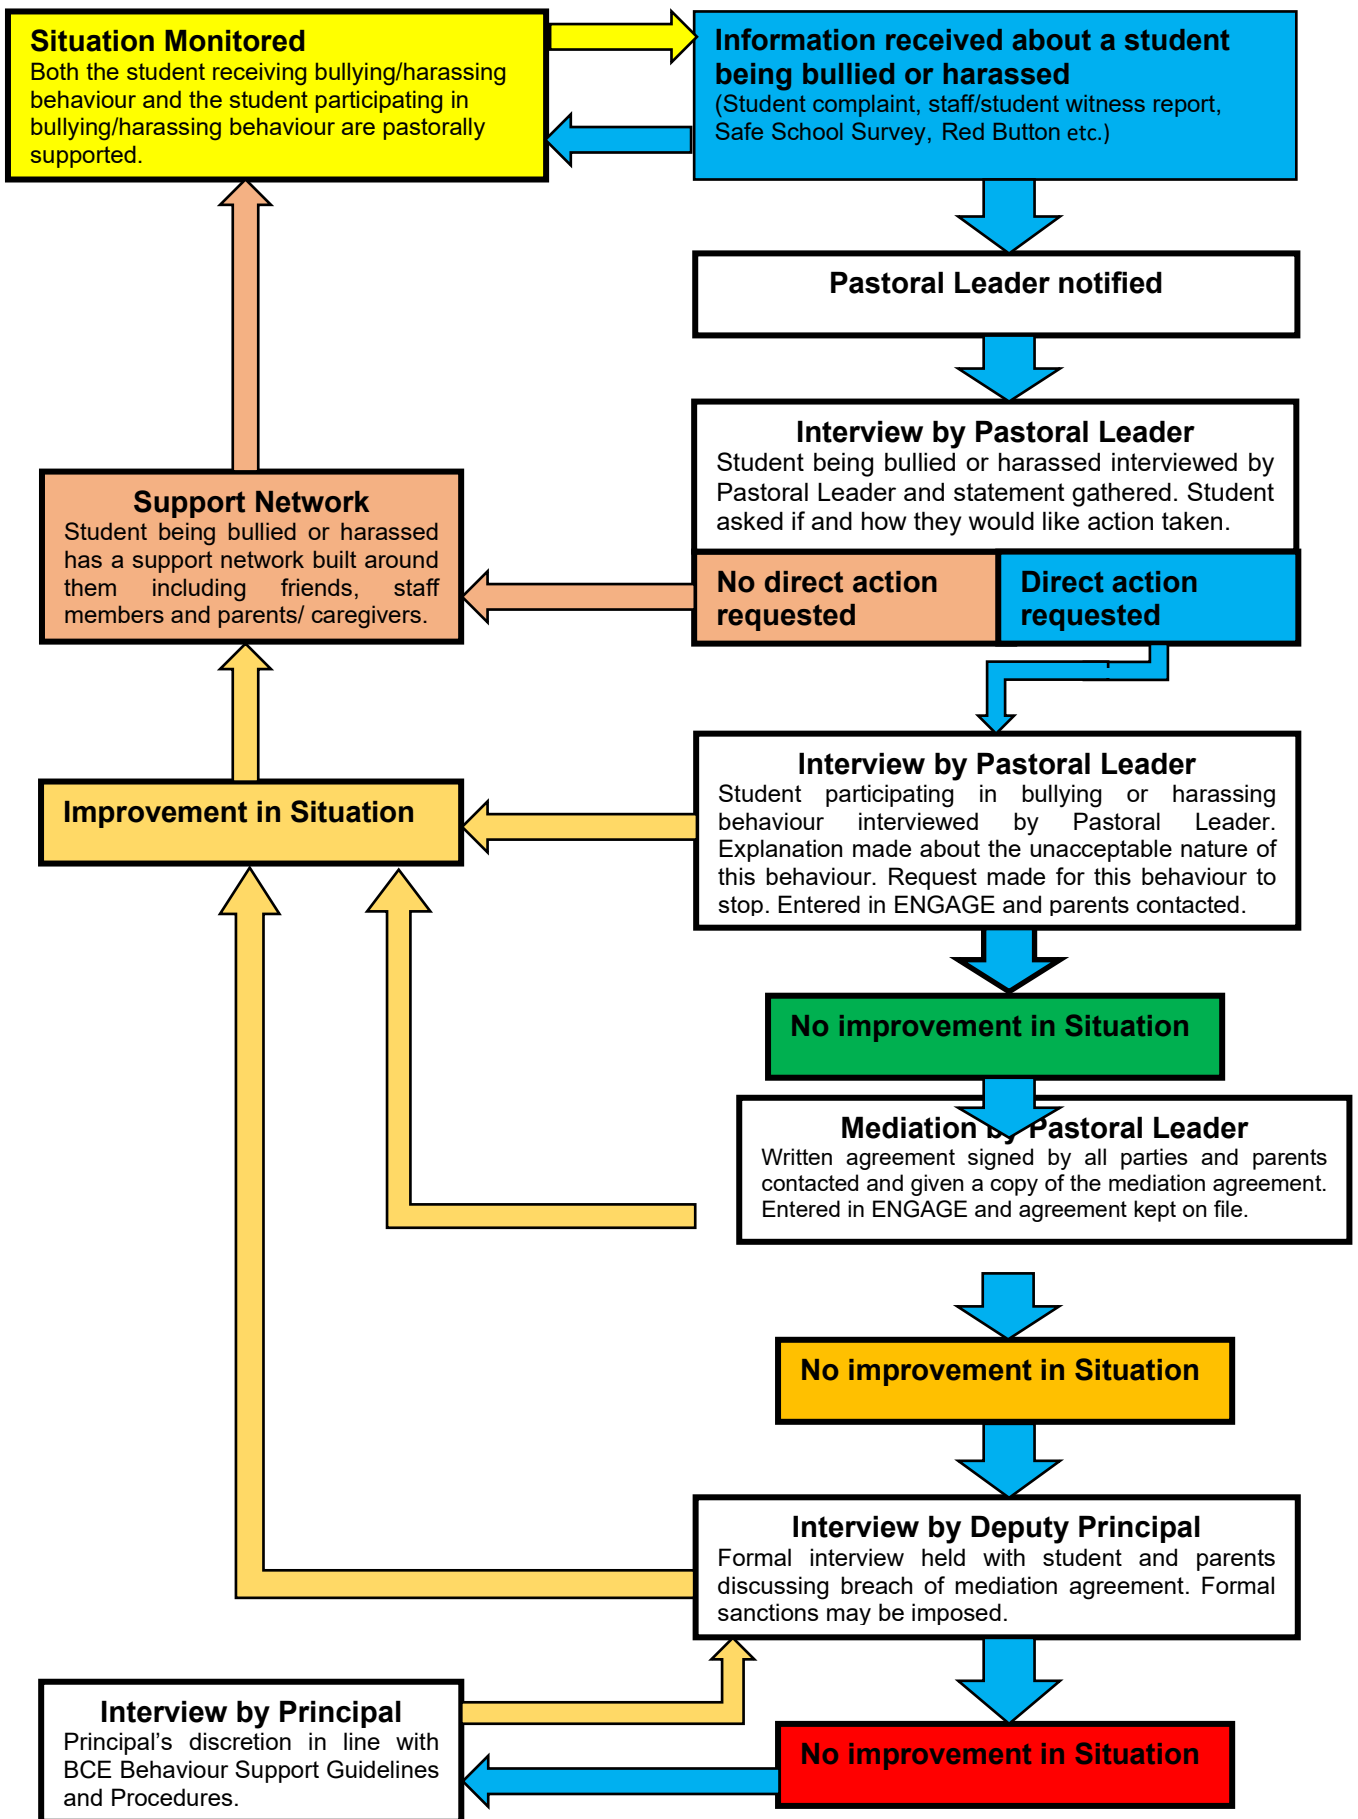 Situation Monitored
Both the student receiving bullying/harassing
behaviour and the student participating in
bullying/harassing behaviour are pastorally
supported.
Information received about a student
being bullied or harassed
(Student complaint, staff/student witness report,
Safe School Survey, Red Button etc.)
Pastoral Leader notified
Interview by Pastoral Leader
Student being bullied or harassed interviewed by
Pastoral Leader and statement gathered. Student
asked if and how they would like action taken.
No direct action
requested
Direct action
requested
Support Network
Student being bullied or harassed
has a support network built around
them including friends, staff
members and parents/ caregivers.
Interview by Pastoral Leader
Student participating in bullying or harassing
behaviour interviewed by Pastoral Leader.
Explanation made about the unacceptable nature of
this behaviour. Request made for this behaviour to
stop. Entered in ENGAGE and parents contacted.
Improvement in Situation
No improvement in Situation
Mediation by Pastoral Leader
Written agreement signed by all parties and parents
contacted and given a copy of the mediation agreement.
Entered in ENGAGE and agreement kept on file.
No improvement in Situation
Interview by Deputy Principal
Formal interview held with student and parents
discussing breach of mediation agreement. Formal
sanctions may be imposed.
No improvement in Situation
Interview by Principal
Principal's discretion in line with
BCE Behaviour Support Guidelines
and Procedures.